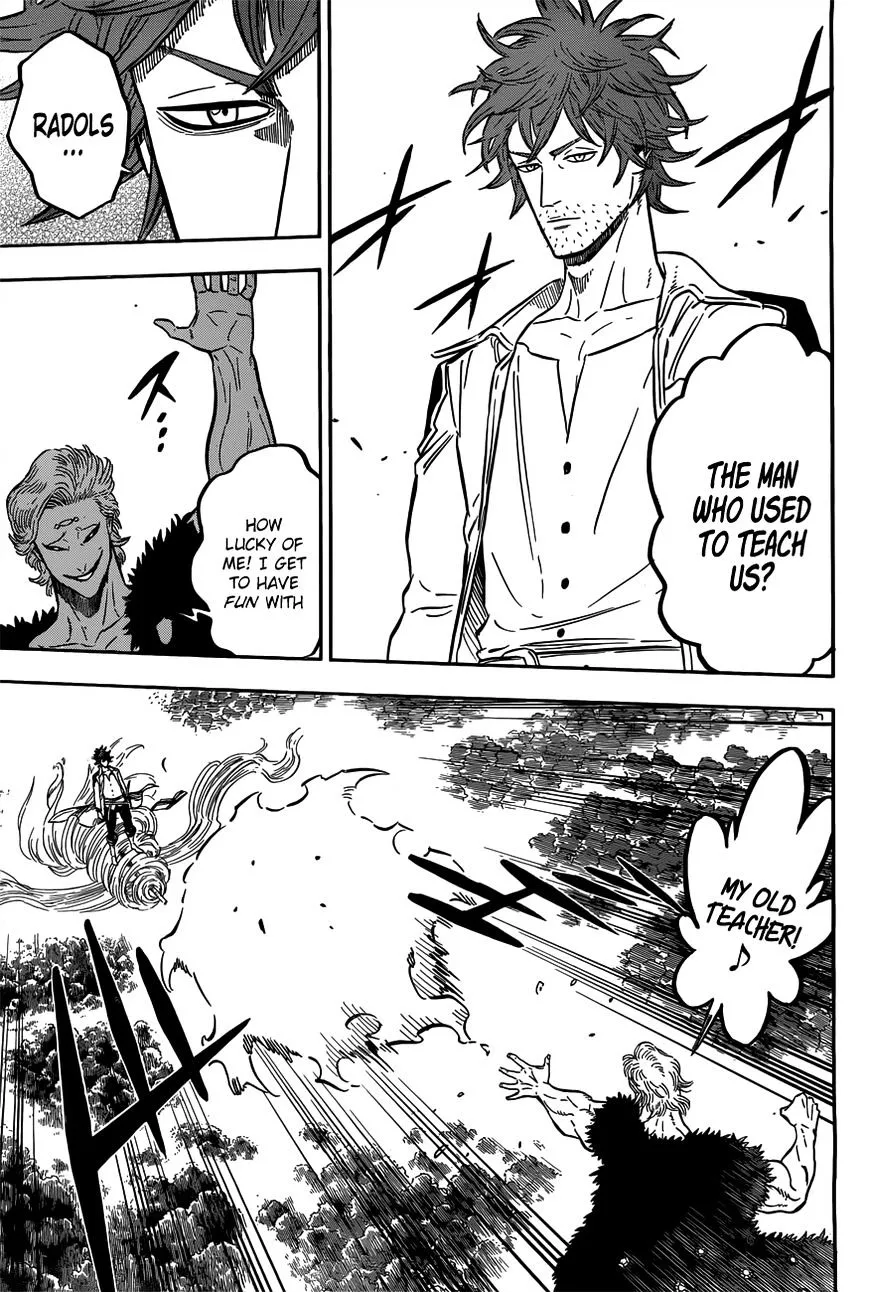 THE MAN
WHO USED
TO TEACH
US?
RADOLS
...
HOW
LUCKY OF
ME! I GET
TO HAVE
FUN WITH
MY OLD
TEACHER!
♪